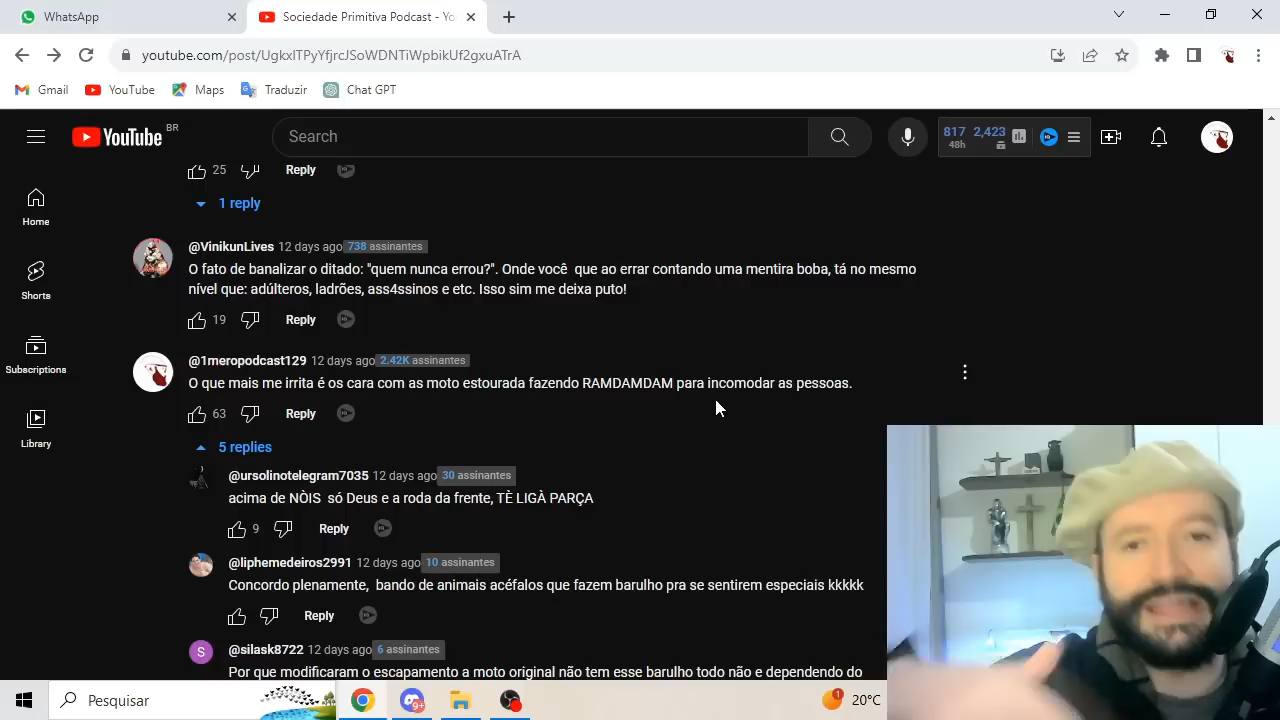 WhatsApp
Sociedade Primitiva Podcast - Yo
youtube.com/post/UgkxlTPyYfjrcJSoWDNTiWpbikUf2gxuATrA
Gmail
YouTube
Maps
Traduzir
Chat GPT
YouTube BR
Search
817 2,423
48h
25 Reply
1 reply
Home
Shorts
Subscriptions
Library
@VinikunLives 12 days ago 738 assinantes
O fato de banalizar o ditado: "quem nunca errou?". Onde você que ao errar contando uma mentira boba, tá no mesmo
nível que: adúlteros, ladrões, ass4ssinos e etc. Isso sim me deixa puto!
19 Reply
@1meropodcast129 12 days ago 2.42K assinantes
O que mais me irrita é os cara com as moto estourada fazendo RAMDAMDAM para incomodar as pessoas.
63 Reply
5 replies
@ursolinotelegram7035 12 days ago 30 assinantes
acima de NÒIS só Deus e a roda da frente, TÈ LIGÀ PARÇA
9 Reply
@liphemedeiros2991 12 days ago 10 assinantes
Concordo plenamente, bando de animais acéfalos que fazem barulho pra se sentirem especiais kkkkk
Reply
S
@silask8722 12 days ago 6 assinantes
Por que modificaram o escapamento a moto original não tem esse barulho todo não e dependendo do
Pesquisar
9+
1
20°C